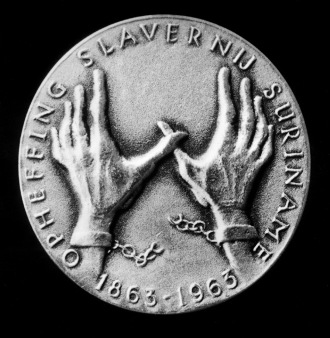 OPHEFFING SLAVERNIJ SURINAME
1863-1963